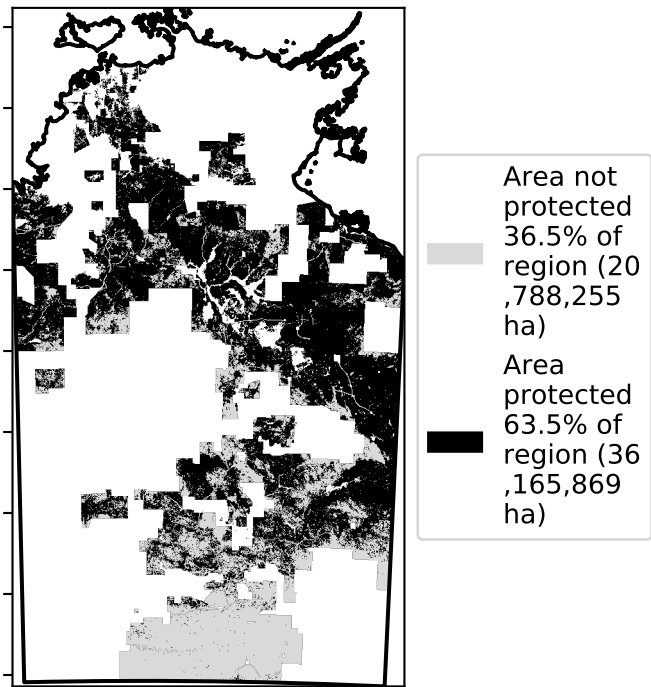 Area not
protected
36.5% of
region (20
,788,255
ha)
Area
protected
63.5% of
region (36
,165,869
ha)